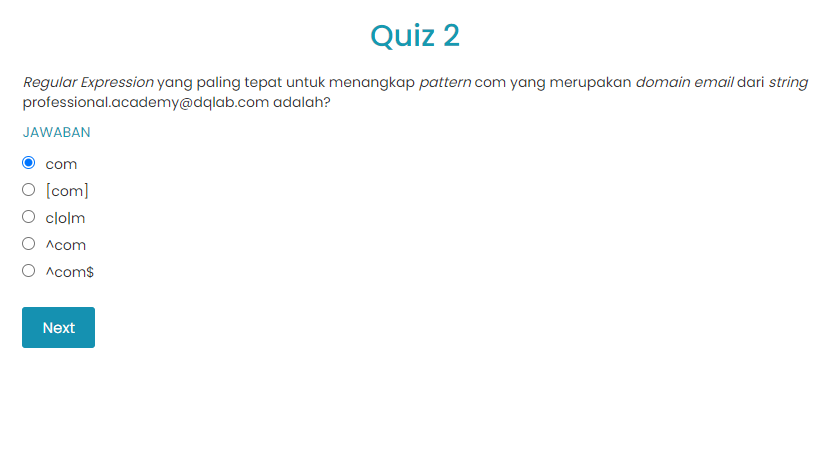 Quiz 2
Regular Expression yang paling tepat untuk menangkap pattern com yang merupakan domain email dari string
professional.academy@dqlab.com adalah?
JAWABAN
com
[com]
c|o|m
^com
^com$
Next